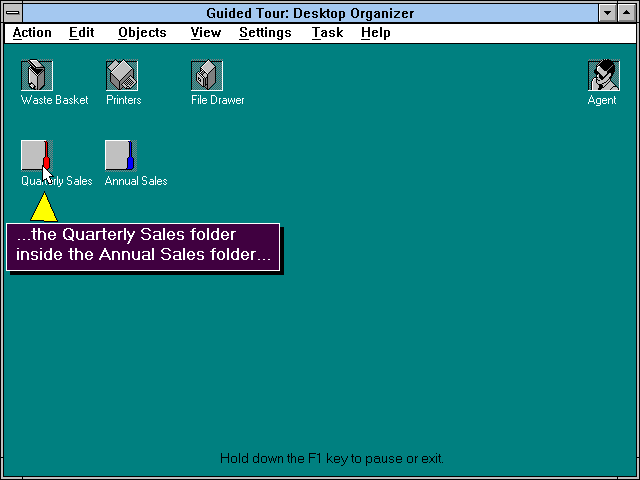 Guided Tour: Desktop Organizer
Action Edit Objects View Settings Task Help
Waste Basket Printers File Drawer Agent
Quarterly Sales Annual Sales
...the Quarterly Sales folder
inside the Annual Sales folder...
Hold down the F1 key to pause or exit.